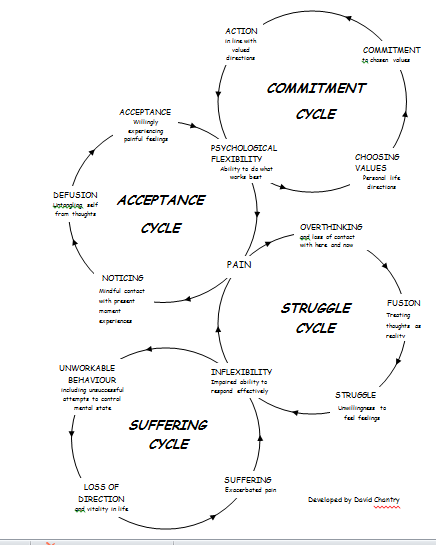 ACTION
in line with
valued
directions
COMMITMENT
to chosen values
COMMITMENT
CYCLE
ACCEPTANCE
Willingly
experiencing
painful feelings
PSYCHOLOGICAL
FLEXIBILITY
Ability to do what
works best
CHOOSING
VALUES
Personal life
directions
DEFUSION
Untangling self
from thoughts
ACCEPTANCE
CYCLE
OVERTHINKING
and loss of contact
with here and now
PAIN
NOTICING
Mindful contact
with present
moment
experiences
STRUGGLE
CYCLE
FUSION
Treating
thoughts as
reality
UNWORKABLE
BEHAVIOUR
including unsuccessful
attempts to control
mental state
INFLEXIBILITY
Impaired ability to
respond effectively
STRUGGLE
Unwillingness to
feel feelings
SUFFERING
CYCLE
LOSS OF
DIRECTION
and vitality in life
SUFFERING
Exacerbated pain
Developed by David Chantry